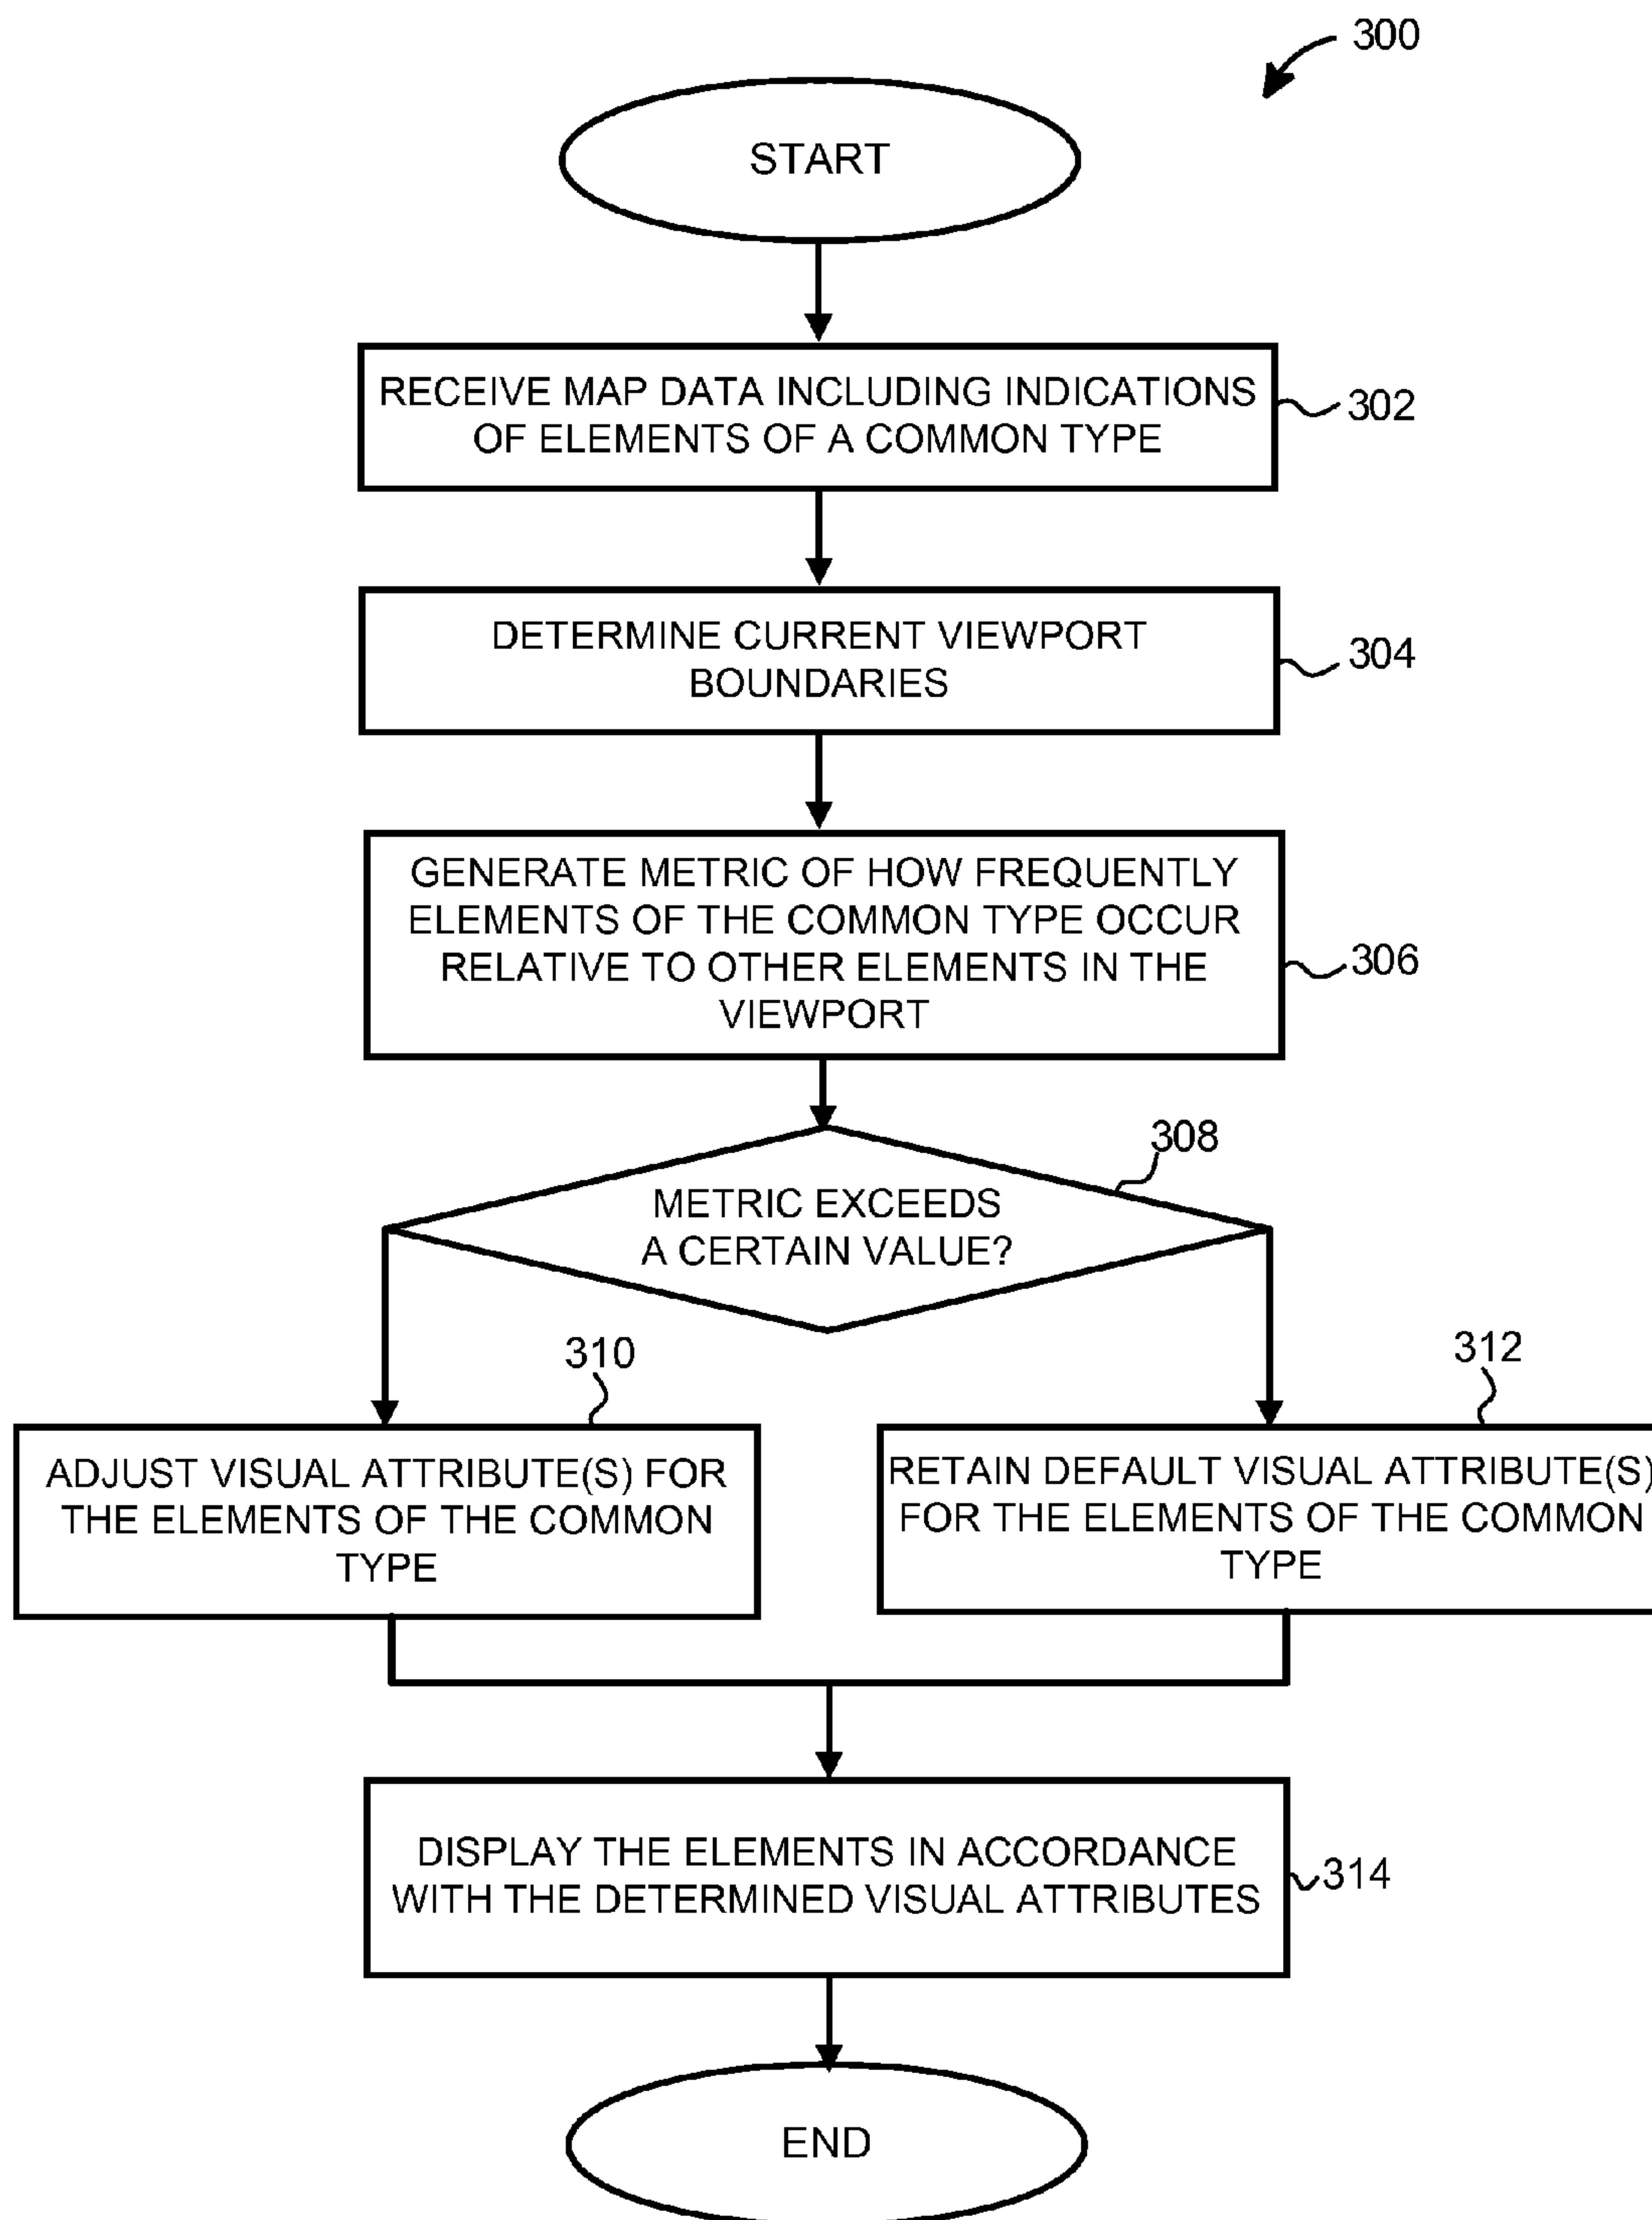 300
START
RECEIVE MAP DATA INCLUDING INDICATIONS
OF ELEMENTS OF A COMMON TYPE
302
DETERMINE CURRENT VIEWPORT
BOUNDARIES
304
GENERATE METRIC OF HOW FREQUENTLY
ELEMENTS OF THE COMMON TYPE OCCUR
RELATIVE TO OTHER ELEMENTS IN THE
VIEWPORT
306
308
METRIC EXCEEDS
A CERTAIN VALUE?
310
ADJUST VISUAL ATTRIBUTE(S) FOR
THE ELEMENTS OF THE COMMON
TYPE
312
RETAIN DEFAULT VISUAL ATTRIBUTE(S)
FOR THE ELEMENTS OF THE COMMON
TYPE
DISPLAY THE ELEMENTS IN ACCORDANCE
WITH THE DETERMINED VISUAL ATTRIBUTES
314
END